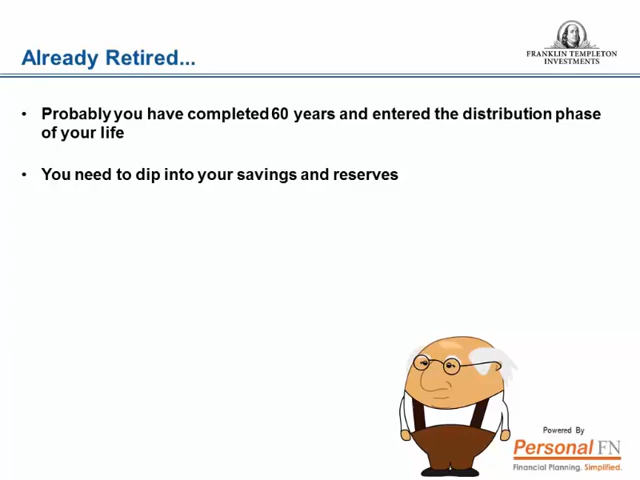 Already Retired...
FRANKLIN TEMPLETON
INVESTMENTS
• Probably you have completed 60 years and entered the distribution phase
of your life
• You need to dip into your savings and reserves
Powered By
Personal FN
Financial Planning. Simplified.